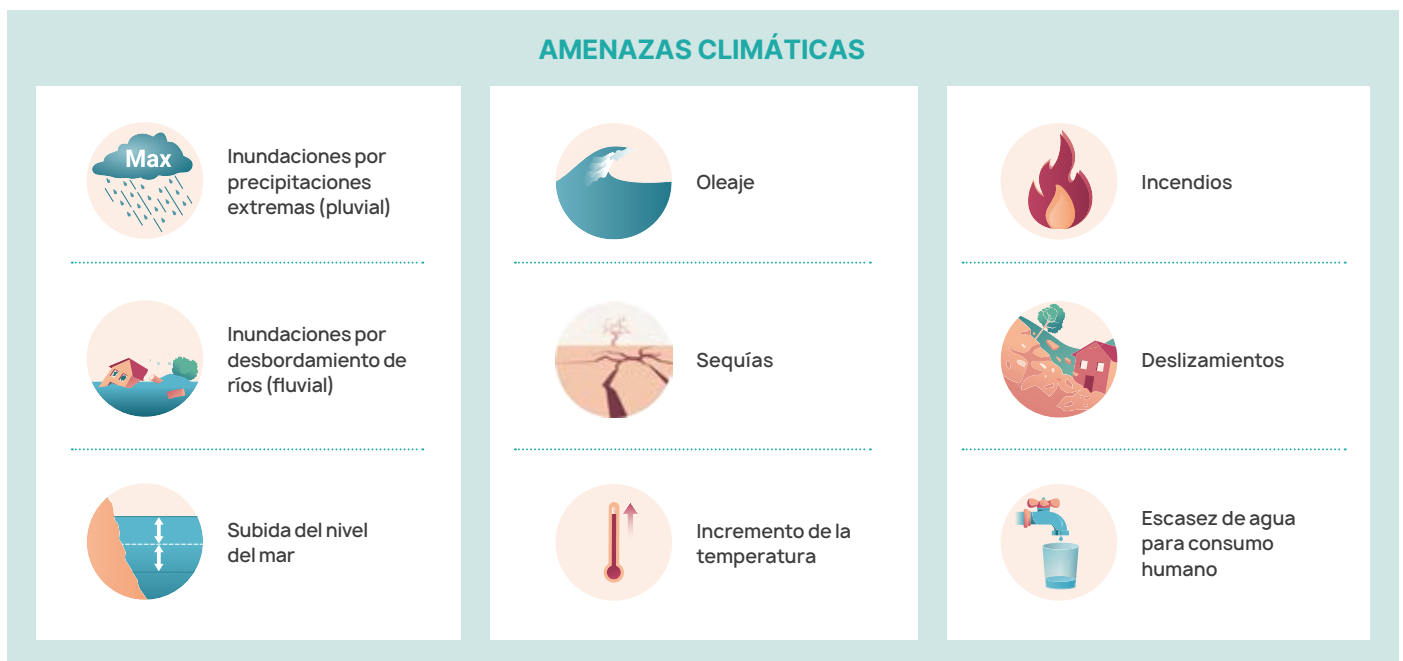 AMENAZAS CLIMÁTICAS
Max
Inundaciones por
precipitaciones
extremas (pluvial)
Inundaciones por
desbordamiento de
ríos (fluvial)
Subida del nivel
del mar
Oleaje
Sequías
Incremento de la
temperatura
Incendios
Deslizamientos
Escasez de agua
para consumo
humano